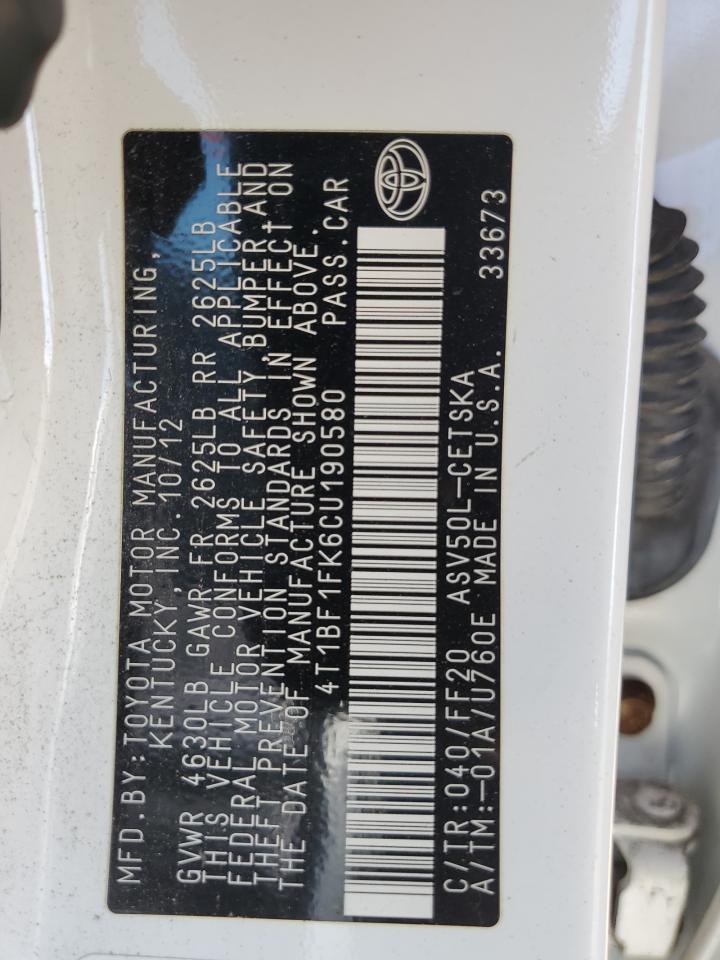 MFD.BY:TOYOTA MOTOR MANUFACTURING,
KENTUCKY,INC. 10/12
GVWR 4630LB GAWR FR 2625LB RR 2625LB
THIS VEHICLE CONFORMS TO ALL APPLICABLE
FEDERAL MOTOR VEHICLE SAFETY,BUMPER,AND
THEFT PREVENTION STANDARDS IN EFFECT ON
THE DATE OF MANUFACTURE SHOWN ABOVE.
4T1BF1FK6CU190580 PASS.CAR
C/TR:040/FF20 ASV50L-CETSKA
A/TM:-01A/U760E MADE IN U.S.A. 33673